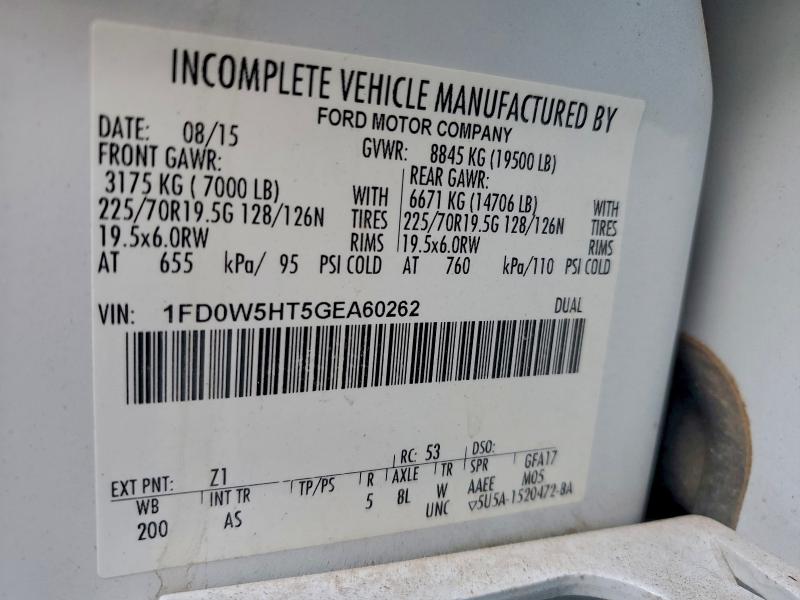 INCOMPLETE VEHICLE MANUFACTURED BY
FORD MOTOR COMPANY
DATE: 08/15
GVWR: 8845 KG (19500 LB)
FRONT GAWR:
3175 KG ( 7000 LB) WITH
225/70R19.5G 128/126N TIRES
19.5x6.0RW RIMS
AT 655 kPa/ 95 PSI COLD
REAR GAWR:
6671 KG (14706 LB) WITH
225/70R19.5G 128/126N TIRES
19.5x6.0RW RIMS
AT 760 kPa/110 PSI COLD
VIN: 1FD0W5HT5GEA60262 DUAL
EXT PNT: Z1 RC: 53 DSO:
WB INT TR TP/PS R AXLE TR SPR GFA17
200 AS 5 8L W AAEE M05
UNC ▽5U5A-1520472-BA